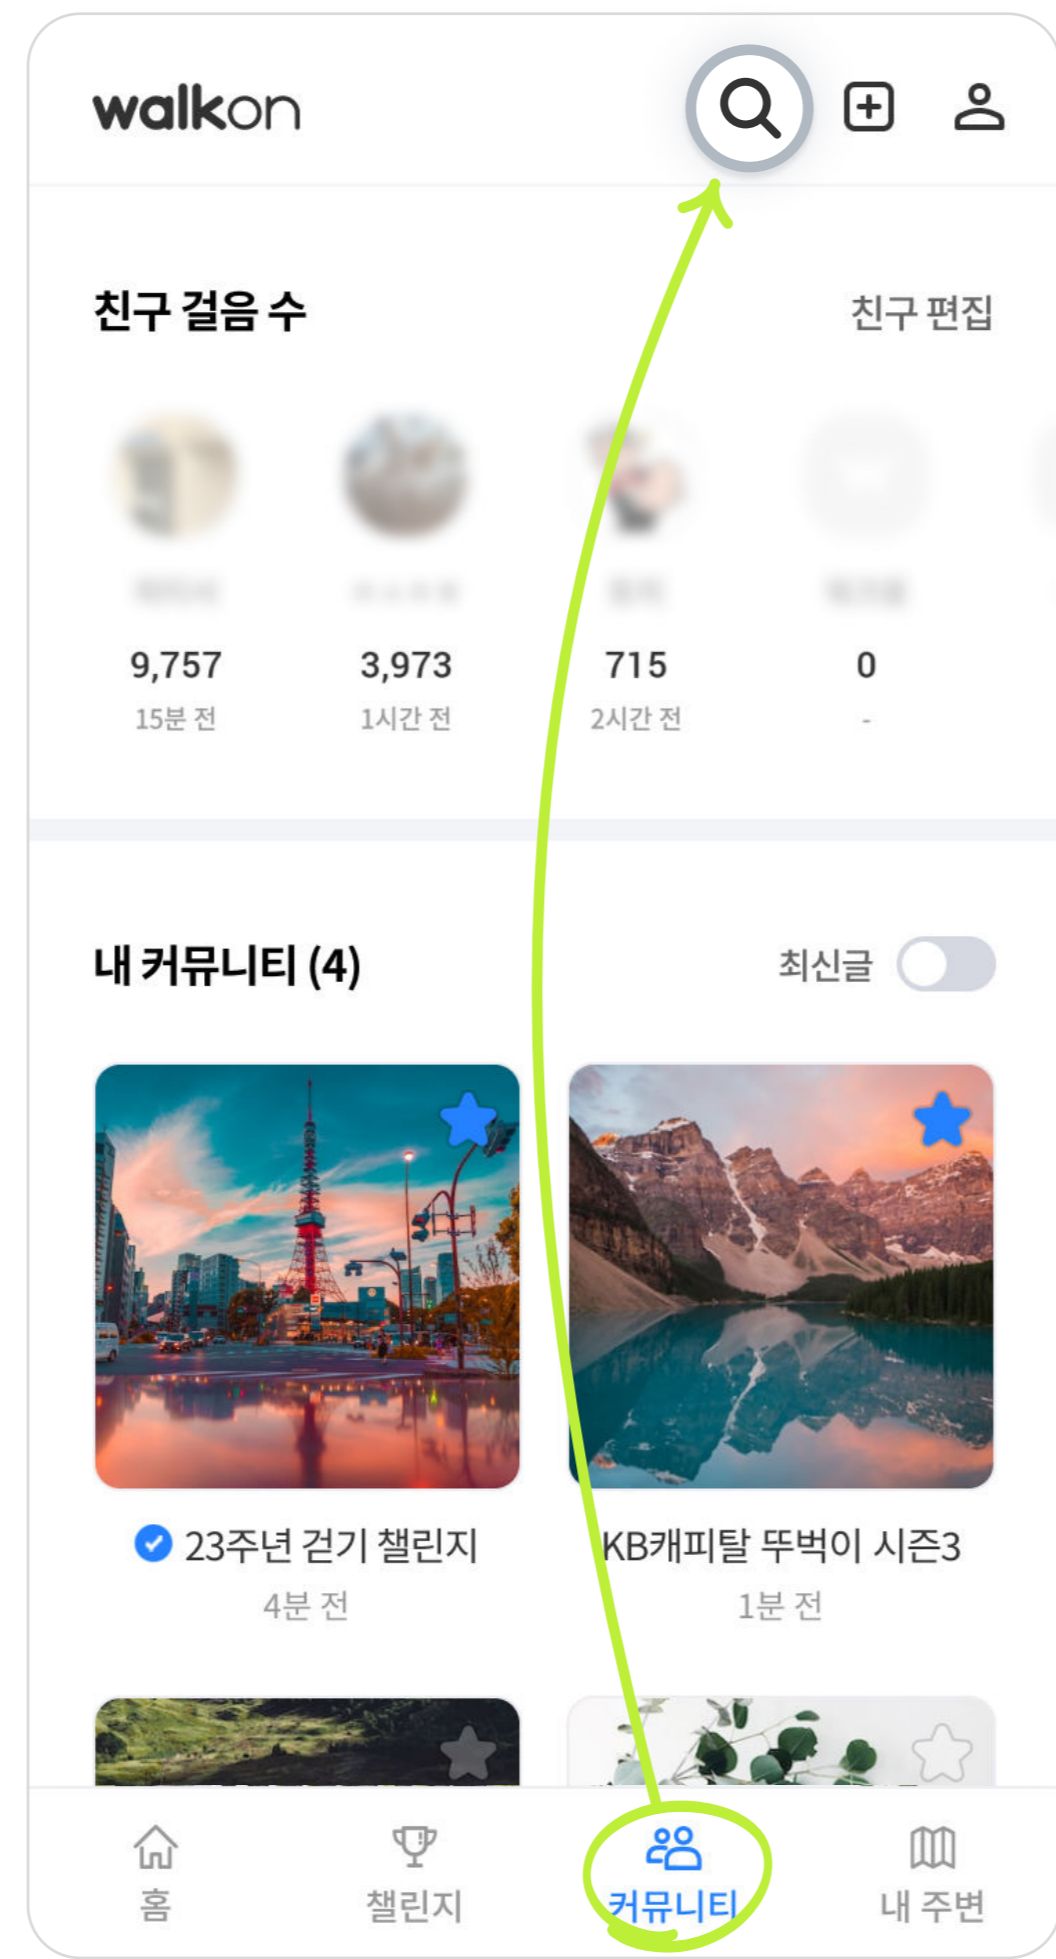 walkon
친구 걸음 수
친구 편집
9,757
3,973
715
0
15분 전
1시간 전
2시간 전
-
내 커뮤니티 (4)
최신글
23주년 걷기 챌린지
KB캐피탈 뚜벅이 시즌3
4분 전
1분 전
홈
챌린지
커뮤니티
내 주변